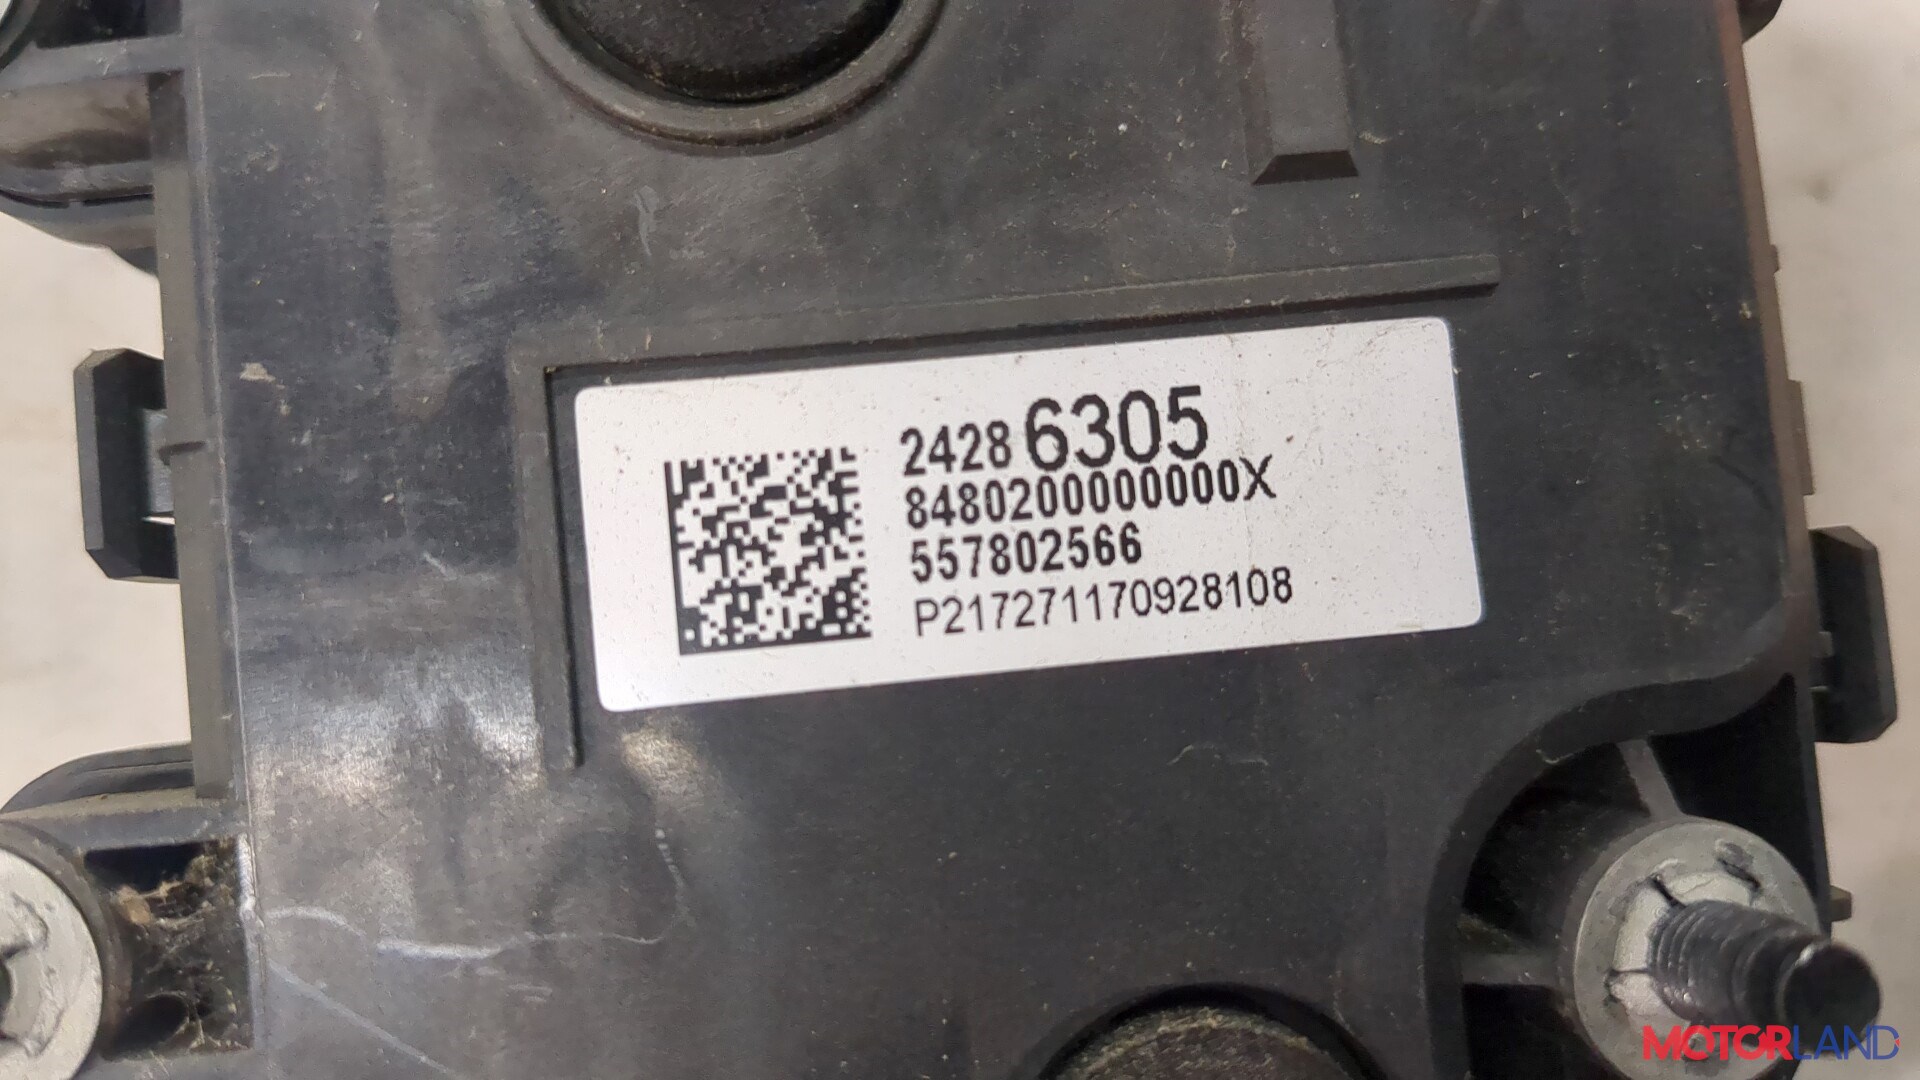 2428 6305
8480200000000X
557802566
P217271170928108
MOTORLAND